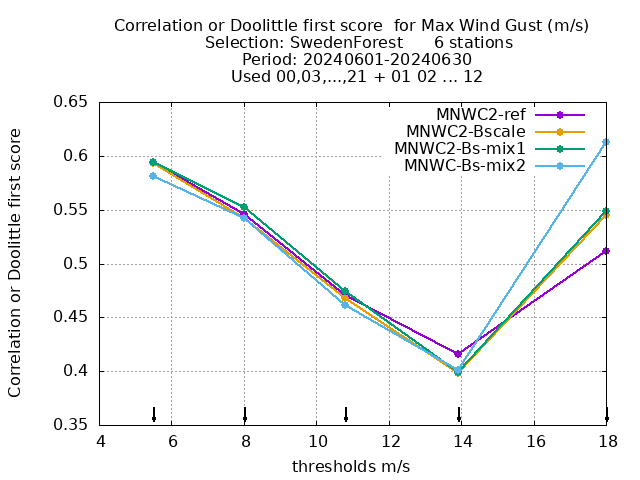 Correlation or Doolittle first score  for Max Wind Gust (m/s)
Selection: SwedenForest      6 stations
Period: 20240601-20240630
Used 00,03,...,21 + 01 02 ... 12
MNWC2-ref
MNWC2-Bscale
MNWC2-Bs-mix1
MNWC-Bs-mix2
Correlation or Doolittle first score
0.65
0.6
0.55
0.5
0.45
0.4
0.35
4 6 8 10 12 14 16 18
thresholds m/s